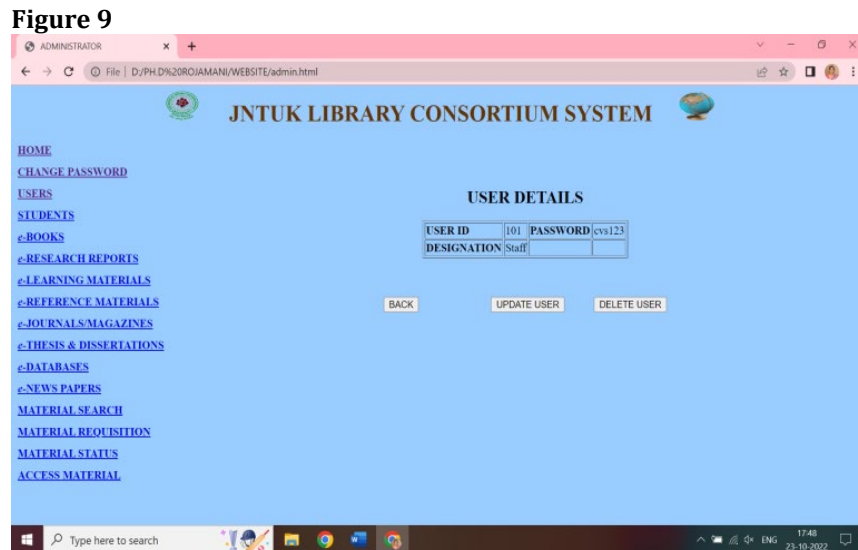 Figure 9
ADMINISTRATOR
File | D:/PH.D%20ROJAMANI/WEBSITE/admin.html
JNTUK LIBRARY CONSORTIUM SYSTEM
HOME
CHANGE PASSWORD
USERS
STUDENTS
e-BOOKS
e-RESEARCH REPORTS
e-LEARNING MATERIALS
e-REFERENCE MATERIALS
e-JOURNALS/MAGAZINES
e-THESIS & DISSERTATIONS
e-DATABASES
e-NEWS PAPERS
MATERIAL SEARCH
MATERIAL REQUISITION
MATERIAL STATUS
ACCESS MATERIAL
USER DETAILS
USER ID 101 PASSWORD cvs123
DESIGNATION Staff
BACK UPDATE USER DELETE USER
Type here to search
ENG
17:48
23-10-2022